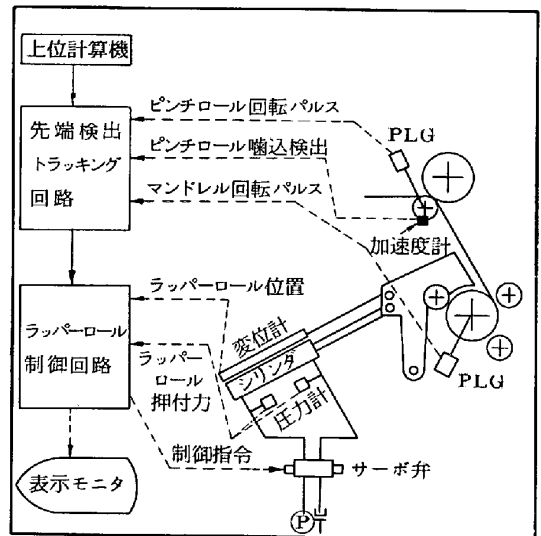 上位計算機
先端検出
トラッキング
回路
ピンチロール回転パルス
ピンチロール噛込検出
マンドレル回転パルス
PLG
加速度計
ラッパーロール位置
ラッパーロール
制御回路
ラッパー
ロール
押付力
変位計
シリンダ
圧力計
PLG
制御指令
サーボ弁
表示モニタ
P